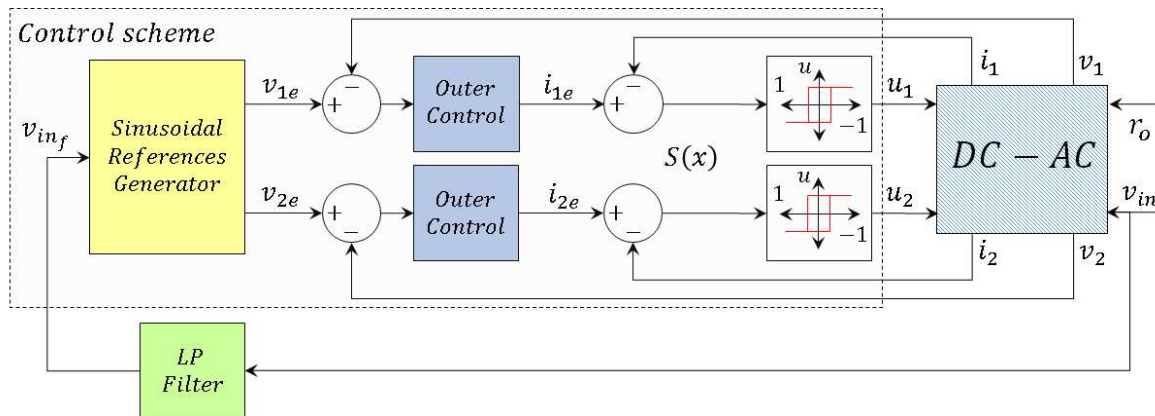 Control scheme
Sinusoidal
References
Generator
v_{in_f}
v_{1e}
v_{2e}
+
−
+
−
Outer
Control
Outer
Control
i_{1e}
i_{2e}
+
−
+
−
S(x)
1
u
−1
1
u
−1
u_1
u_2
i_1
v_1
DC − AC
r_o
v_{in}
i_2
v_2
LP
Filter